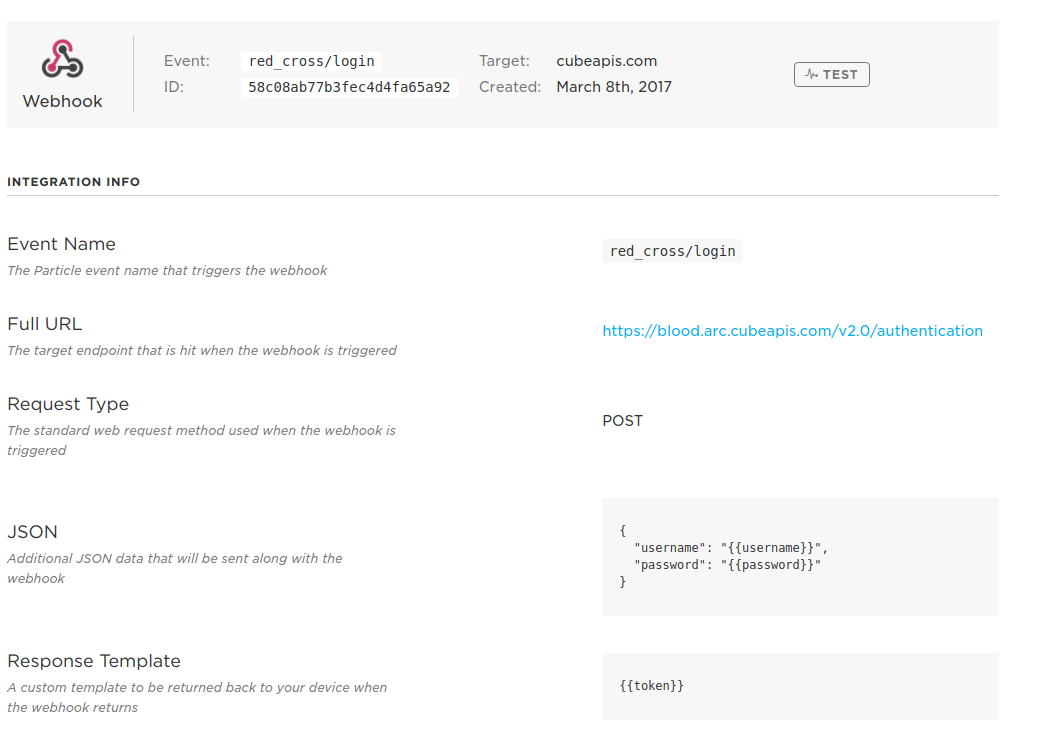 Webhook
Event: red_cross/login
ID: 58c08ab77b3fec4d4fa65a92
Target: cubeapis.com
Created: March 8th, 2017
TEST
INTEGRATION INFO
Event Name
The Particle event name that triggers the webhook
red_cross/login
Full URL
The target endpoint that is hit when the webhook is triggered
https://blood.arc.cubeapis.com/v2.0/authentication
Request Type
The standard web request method used when the webhook is
triggered
POST
JSON
Additional JSON data that will be sent along with the
webhook
{
  "username": "{{username}}",
  "password": "{{password}}"
}
Response Template
A custom template to be returned back to your device when
the webhook returns
{{token}}